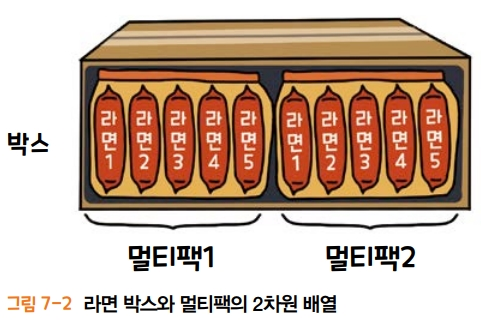 박스
라면1 라면2 라면3 라면4 라면5 라면1 라면2 라면3 라면4 라면5
멀티팩1 멀티팩2
그림 7-2 라면 박스와 멀티팩의 2차원 배열